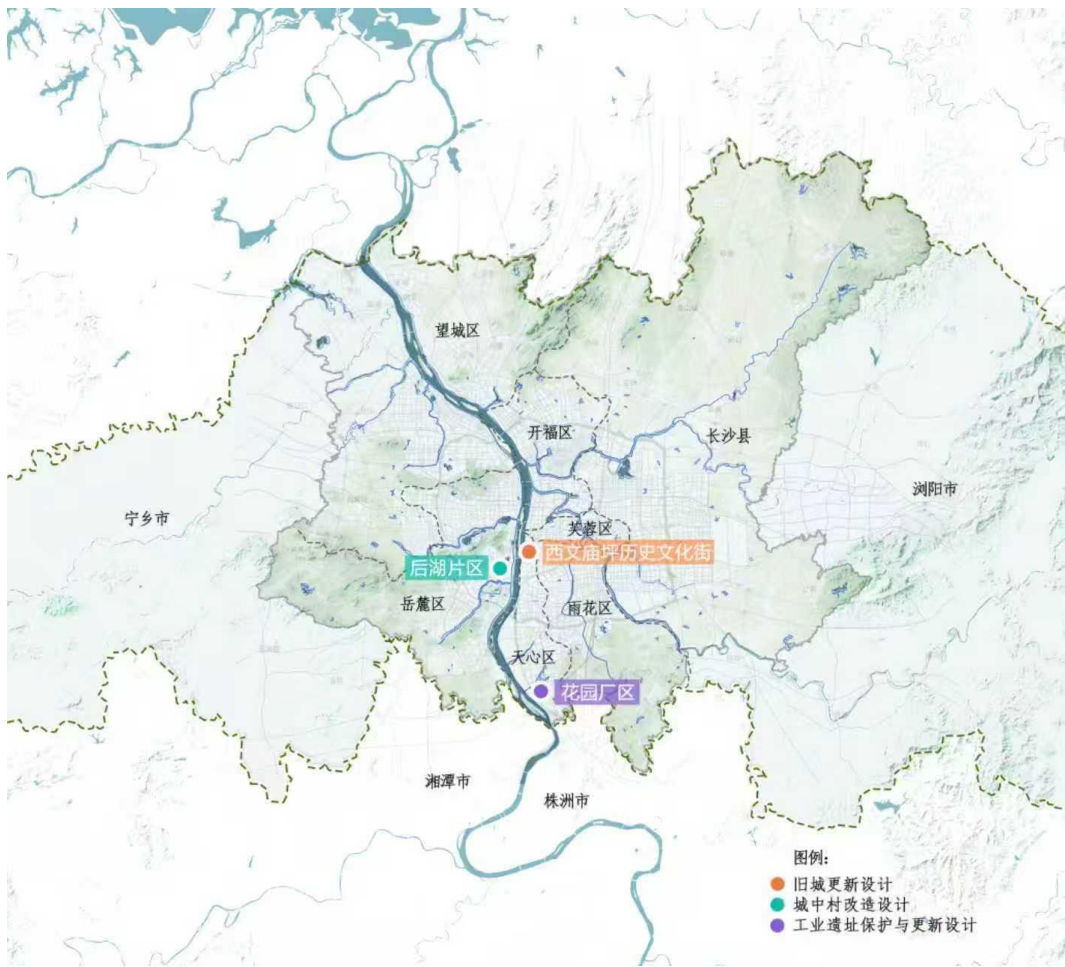 望城区
开福区
长沙县
浏阳市
宁乡市
芙蓉区
西文庙坪历史文化街
后湖片区
岳麓区
雨花区
天心区
花园厂区
湘潭市
株洲市
图例:
旧城更新设计
城中村改造设计
工业遗址保护与更新设计